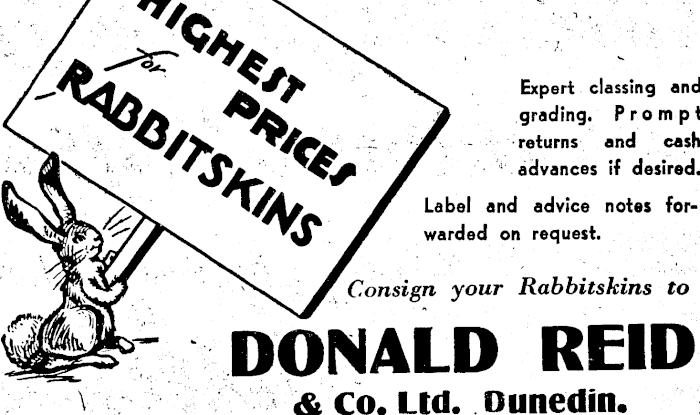 HIGHEST
for PRICES
RABBITSKINS
Expert classing and
grading. Prompt
returns and cash
advances if desired.
Label and advice notes for-
warded on request.
Consign your Rabbitskins to
DONALD REID
& Co. Ltd. Dunedin.